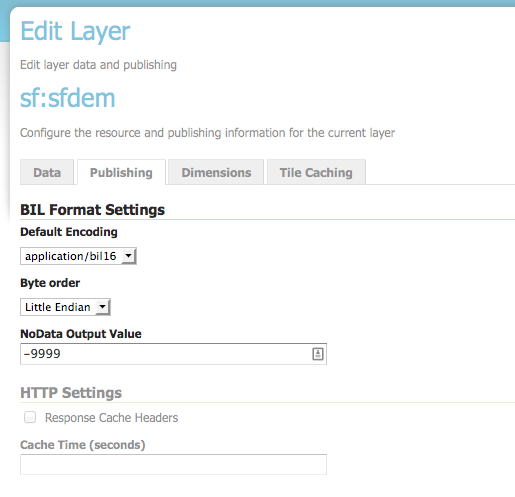 Edit Layer
Edit layer data and publishing
sf:sfdem
Configure the resource and publishing information for the current layer
Data Publishing Dimensions Tile Caching
BIL Format Settings
Default Encoding
application/bil16
Byte order
Little Endian
NoData Output Value
-9999
HTTP Settings
Response Cache Headers
Cache Time (seconds)